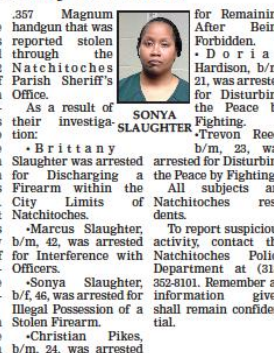 .357 Magnum
handgun that was
reported stolen
through the
Natchitoches
Parish Sheriff's
Office.
As a result of
their investiga-
tion:
•Brittany
Slaughter was arrested
for Discharging a
Firearm within the
City Limits of
Natchitoches.
•Marcus Slaughter,
b/m, 42, was arrested
for Interference with
Officers.
•Sonya Slaughter,
b/f, 46, was arrested for
Illegal Possession of a
Stolen Firearm.
•Christian Pikes,
b/m, 24, was arrested
SONYA
SLAUGHTER
for Remainin
After Bein
Forbidden.
•Doria
Hardison, b/
21, was arreste
for Disturbin
the Peace b
Fighting.
•Trevon Ree
b/m, 23, wa
arrested for Disturbin
the Peace by Fighting
All subjects a
Natchitoches res
dents.
To report suspiciou
activity, contact th
Natchitoches Polic
Department at (31
352-8101. Remember a
information give
shall remain confide
tial.